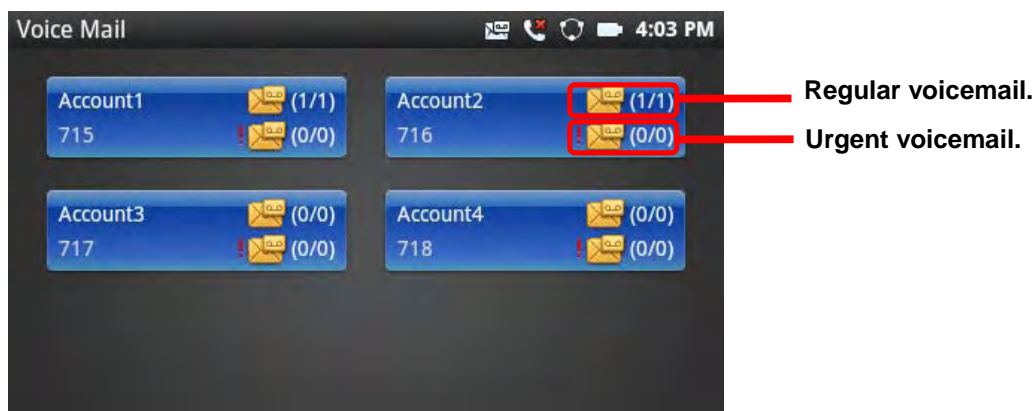 Voice Mail 4:03 PM
Account1 (1/1)
715 ! (0/0)
Account2 (1/1)
716 ! (0/0)
Regular voicemail.
Urgent voicemail.
Account3 (0/0)
717 ! (0/0)
Account4 (0/0)
718 ! (0/0)